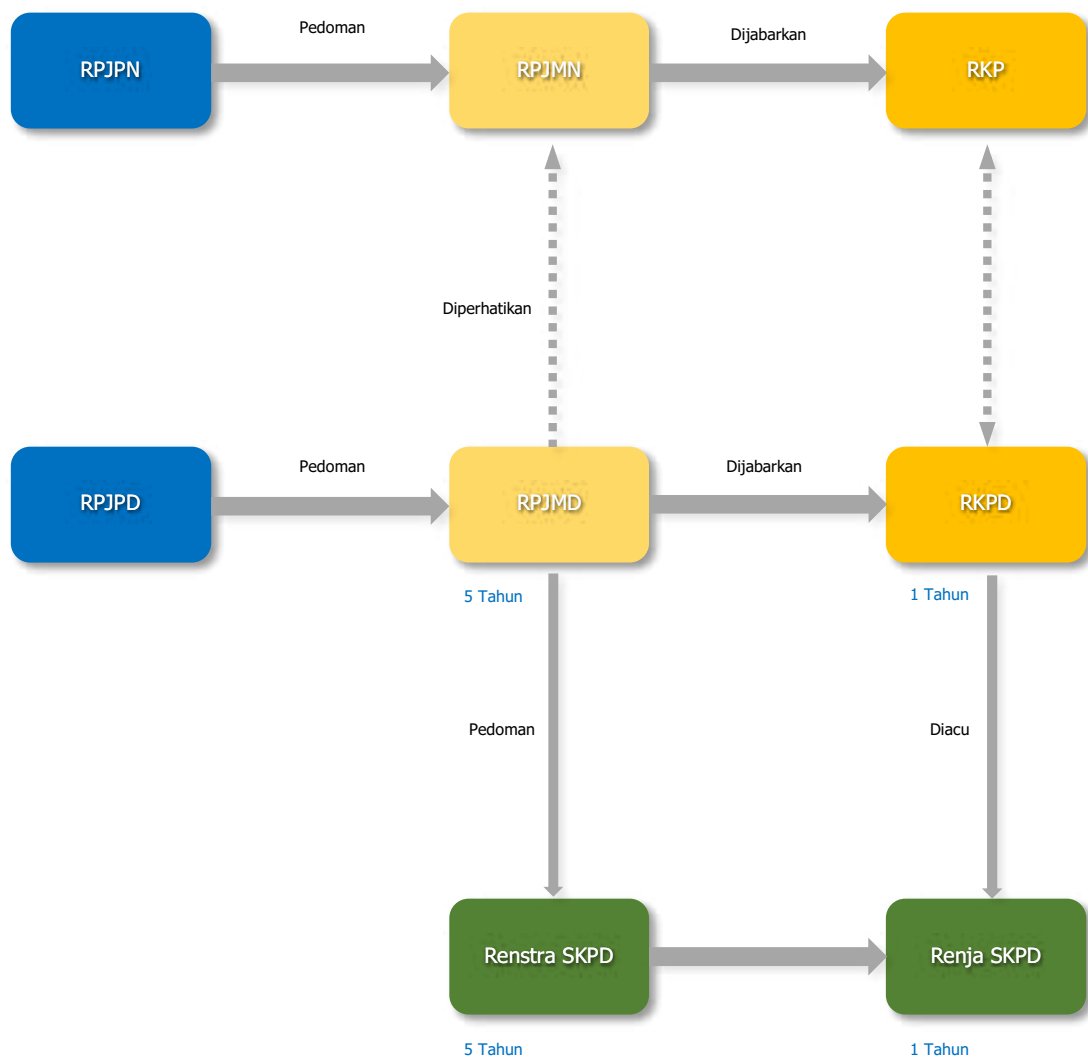 Pedoman
Dijabarkan
RPJPN
RPJMN
RKP
Diperhatikan
Pedoman
Dijabarkan
RPJPD
RPJMD
RKPD
5 Tahun
1 Tahun
Pedoman
Diacu
Renstra SKPD
Renja SKPD
5 Tahun
1 Tahun